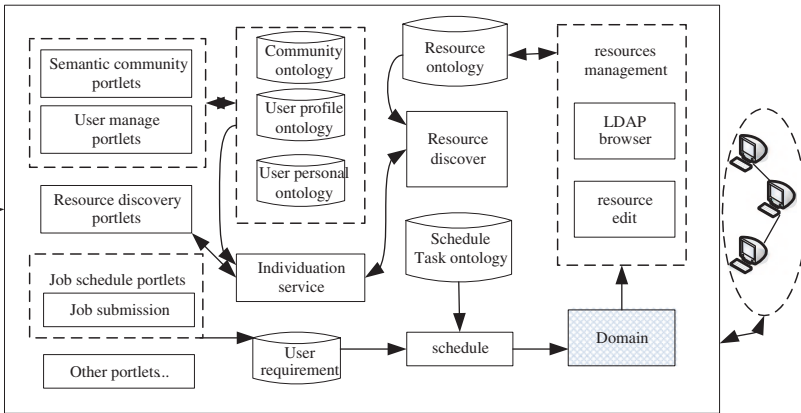 Semantic community
portlets
User manage
portlets
Resource discovery
portlets
Job schedule portlets
Job submission
Other portlets...
Community
ontology
User profile
ontology
User personal
ontology
Individuation
service
User
requirement
Resource
ontology
Resource
discover
Schedule
Task ontology
schedule
resources
management
LDAP
browser
resource
edit
Domain